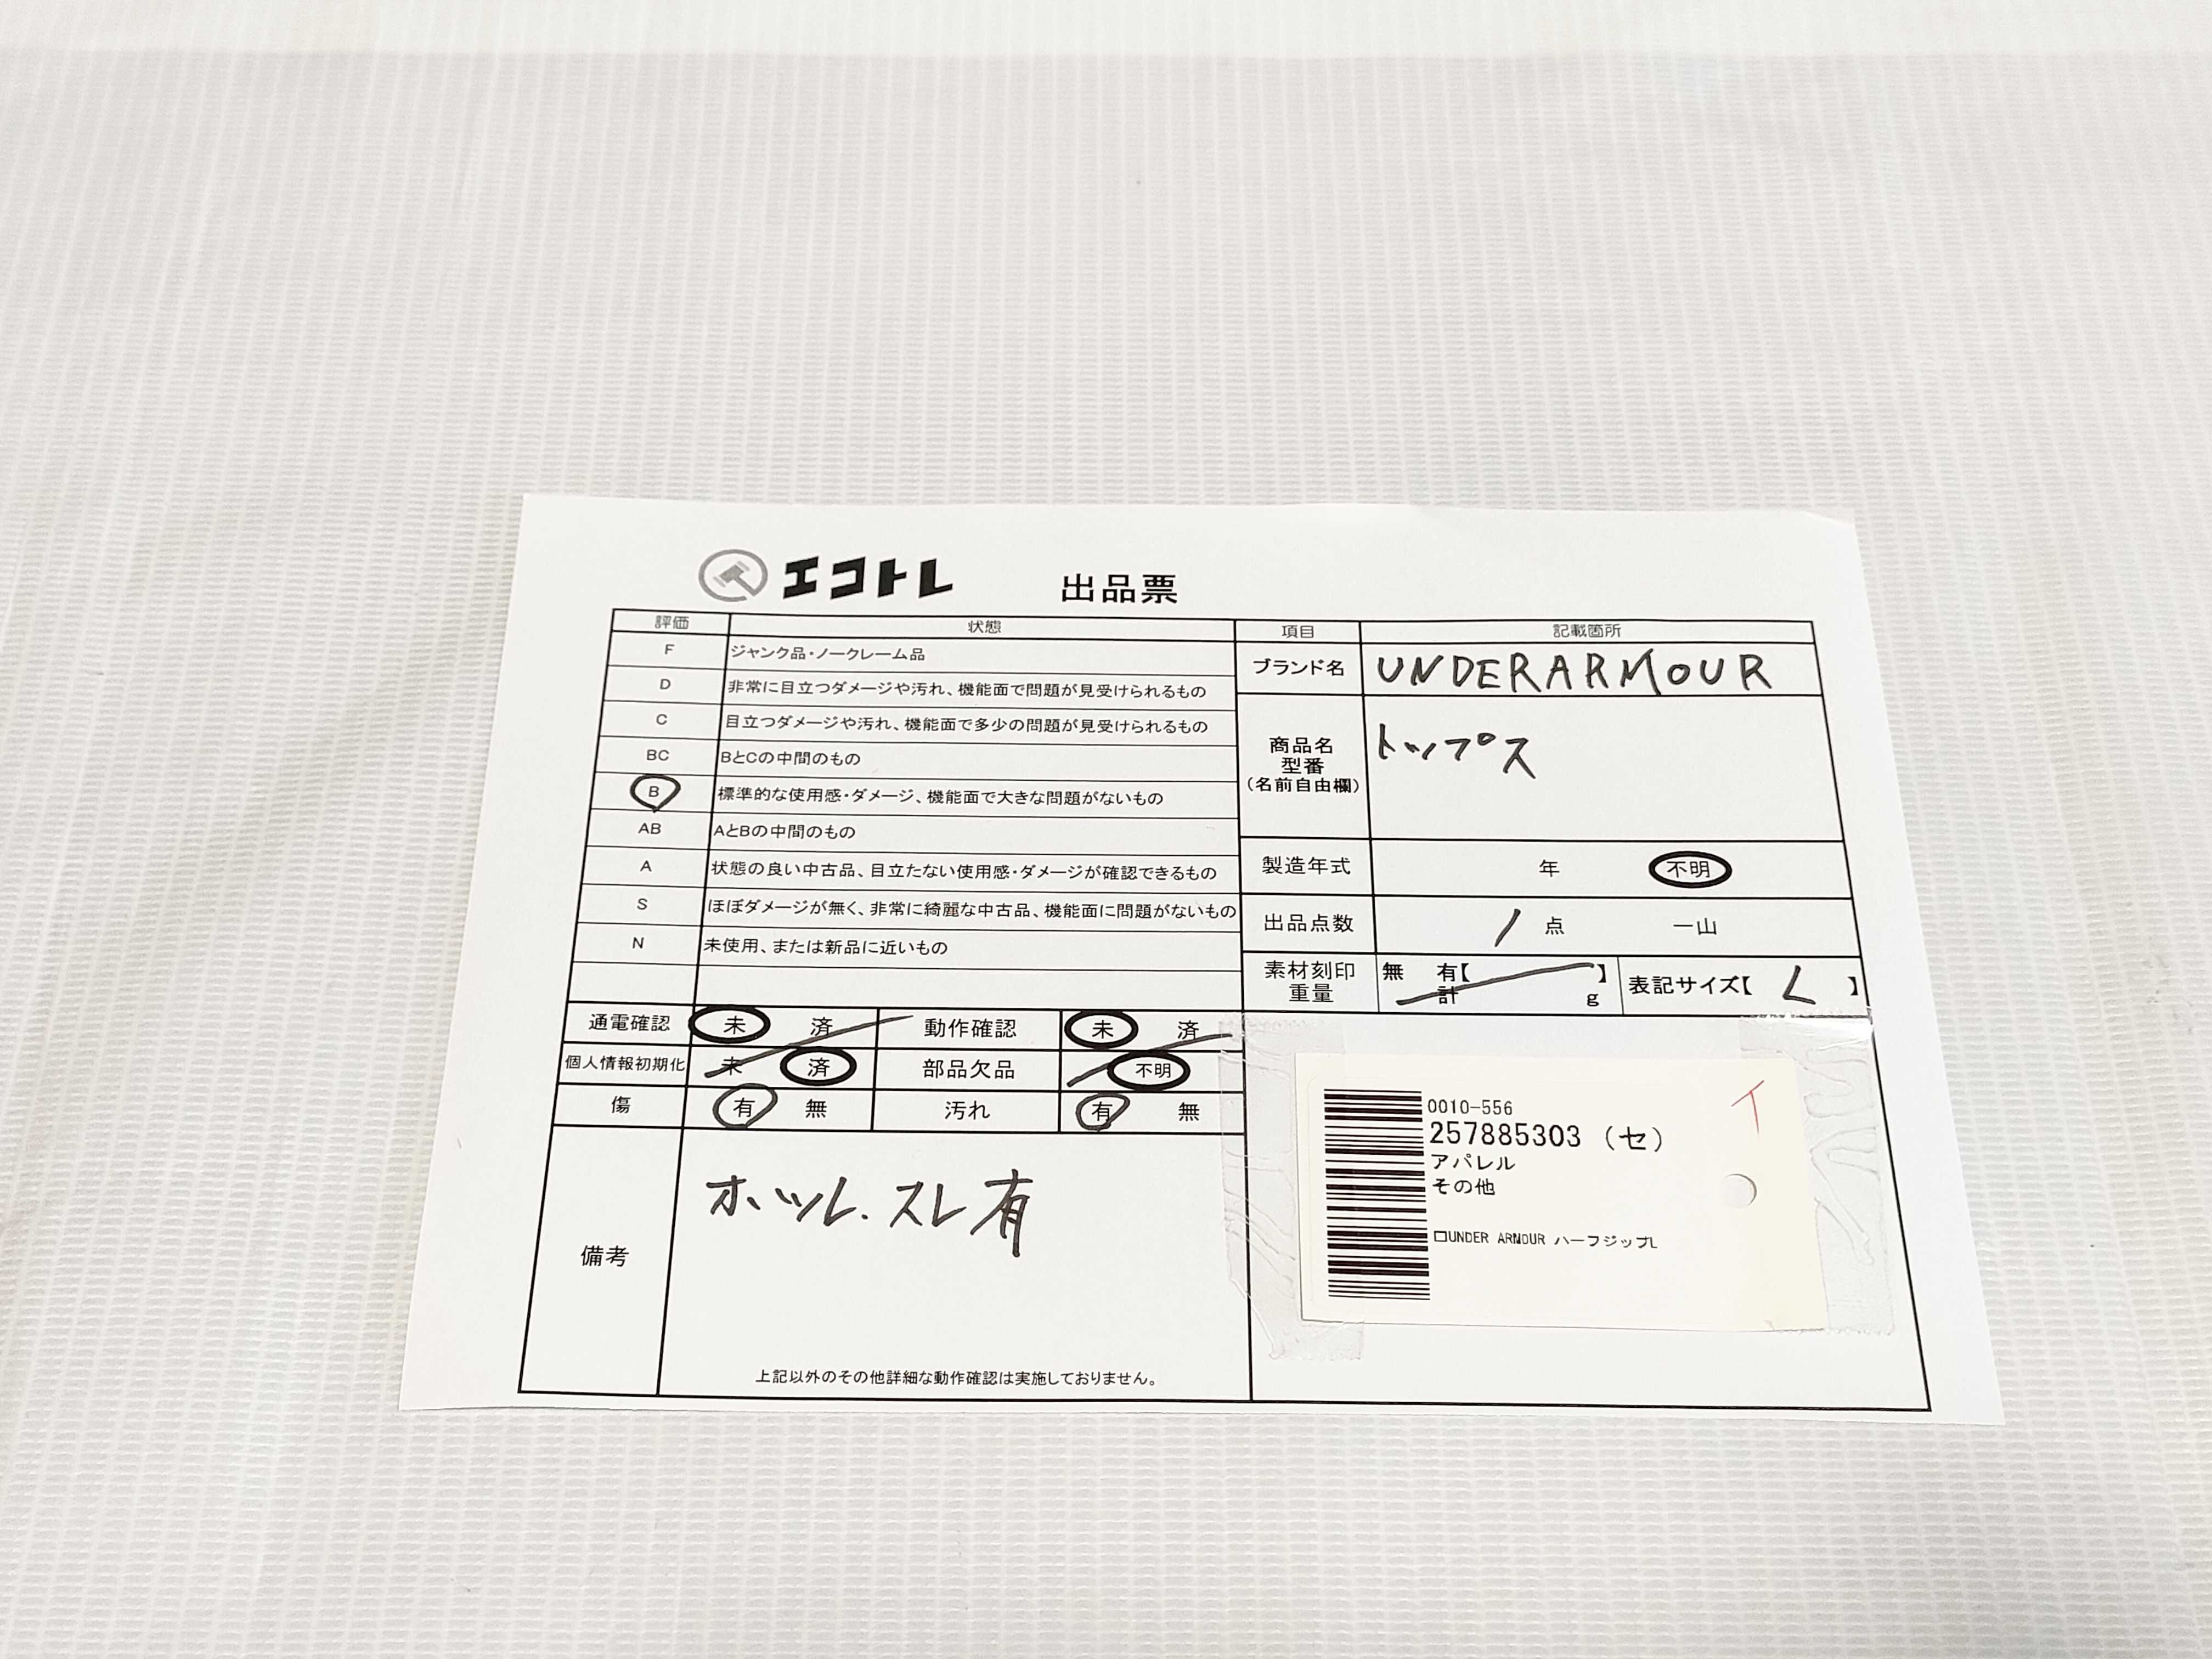 エコトレ 出品票
評価 状態
F ジャンク品・ノークレーム品
D 非常に目立つダメージや汚れ、機能面で問題が見受けられるもの
C 目立つダメージや汚れ、機能面で多少の問題が見受けられるもの
BC BとCの中間のもの
B 標準的な使用感・ダメージ、機能面で大きな問題がないもの
AB AとBの中間のもの
A 状態の良い中古品、目立たない使用感・ダメージが確認できるもの
S ほぼダメージが無く、非常に綺麗な中古品、機能面に問題がないもの
N 未使用、または新品に近いもの
項目 記載箇所
ブランド名 UNDERARMOUR
商品名
型番
(名前自由欄)
トップス
製造年式 年 不明
出品点数 1 点 一山
素材刻印 無 有【 】
重量 計 g
表記サイズ【 L 】
通電確認 未 済 動作確認 未 済
個人情報初期化 未 済 部品欠品 不明
傷 有 無 汚れ 有 無
備考
ホツレ.スレ有
上記以外のその他詳細な動作確認は実施しておりません。
イ
0010-556
257885303 (セ)
アパレル
その他
□UNDER ARMOUR ハーフジップL